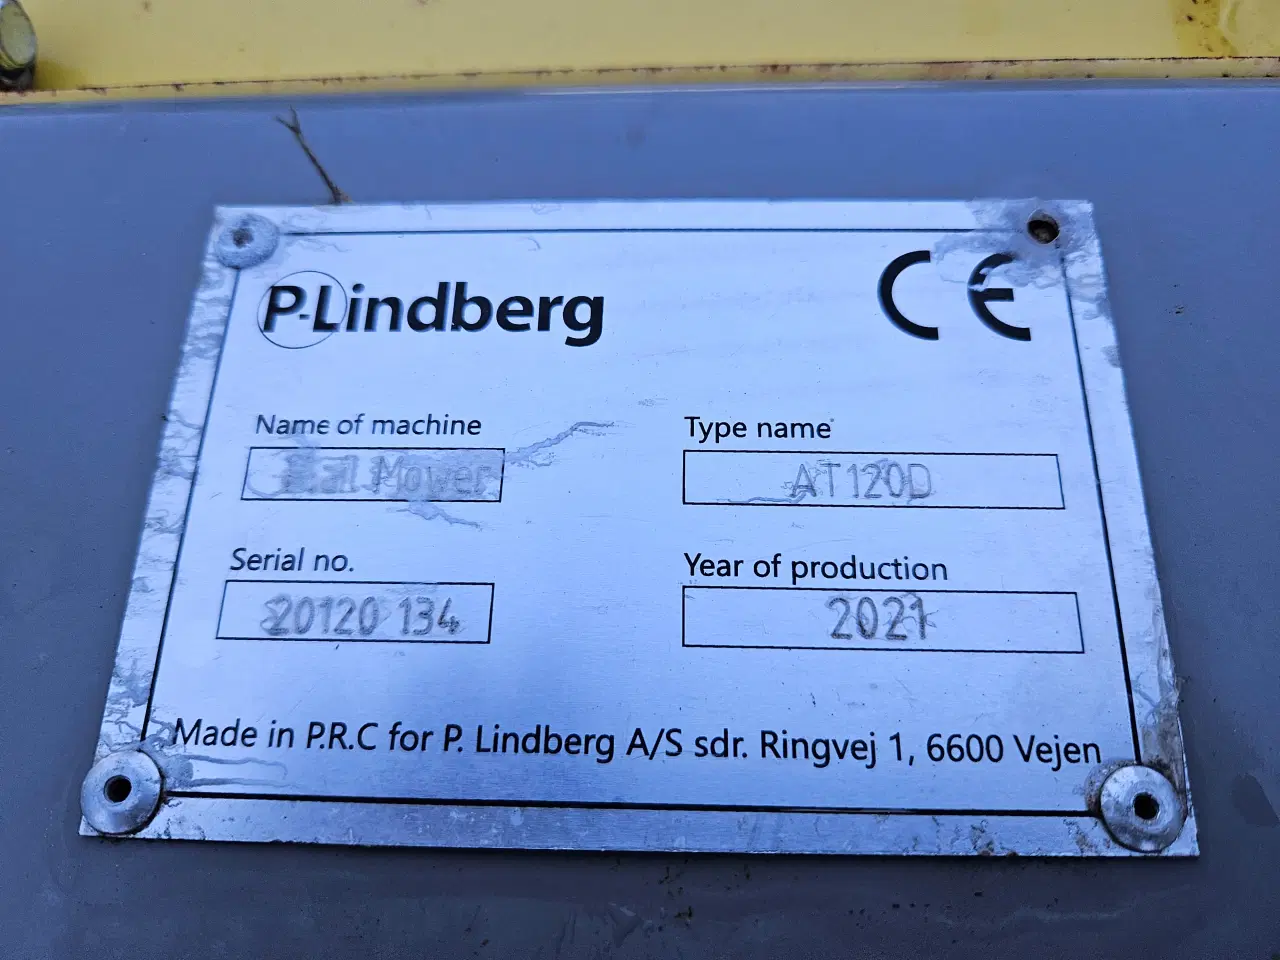 P-Lindberg
CE
Name of machine
Type name
Mower
AT120D
Serial no.
Year of production
20120 134
2021
Made in P.R.C for P. Lindberg A/S sdr. Ringvej 1, 6600 Vejen